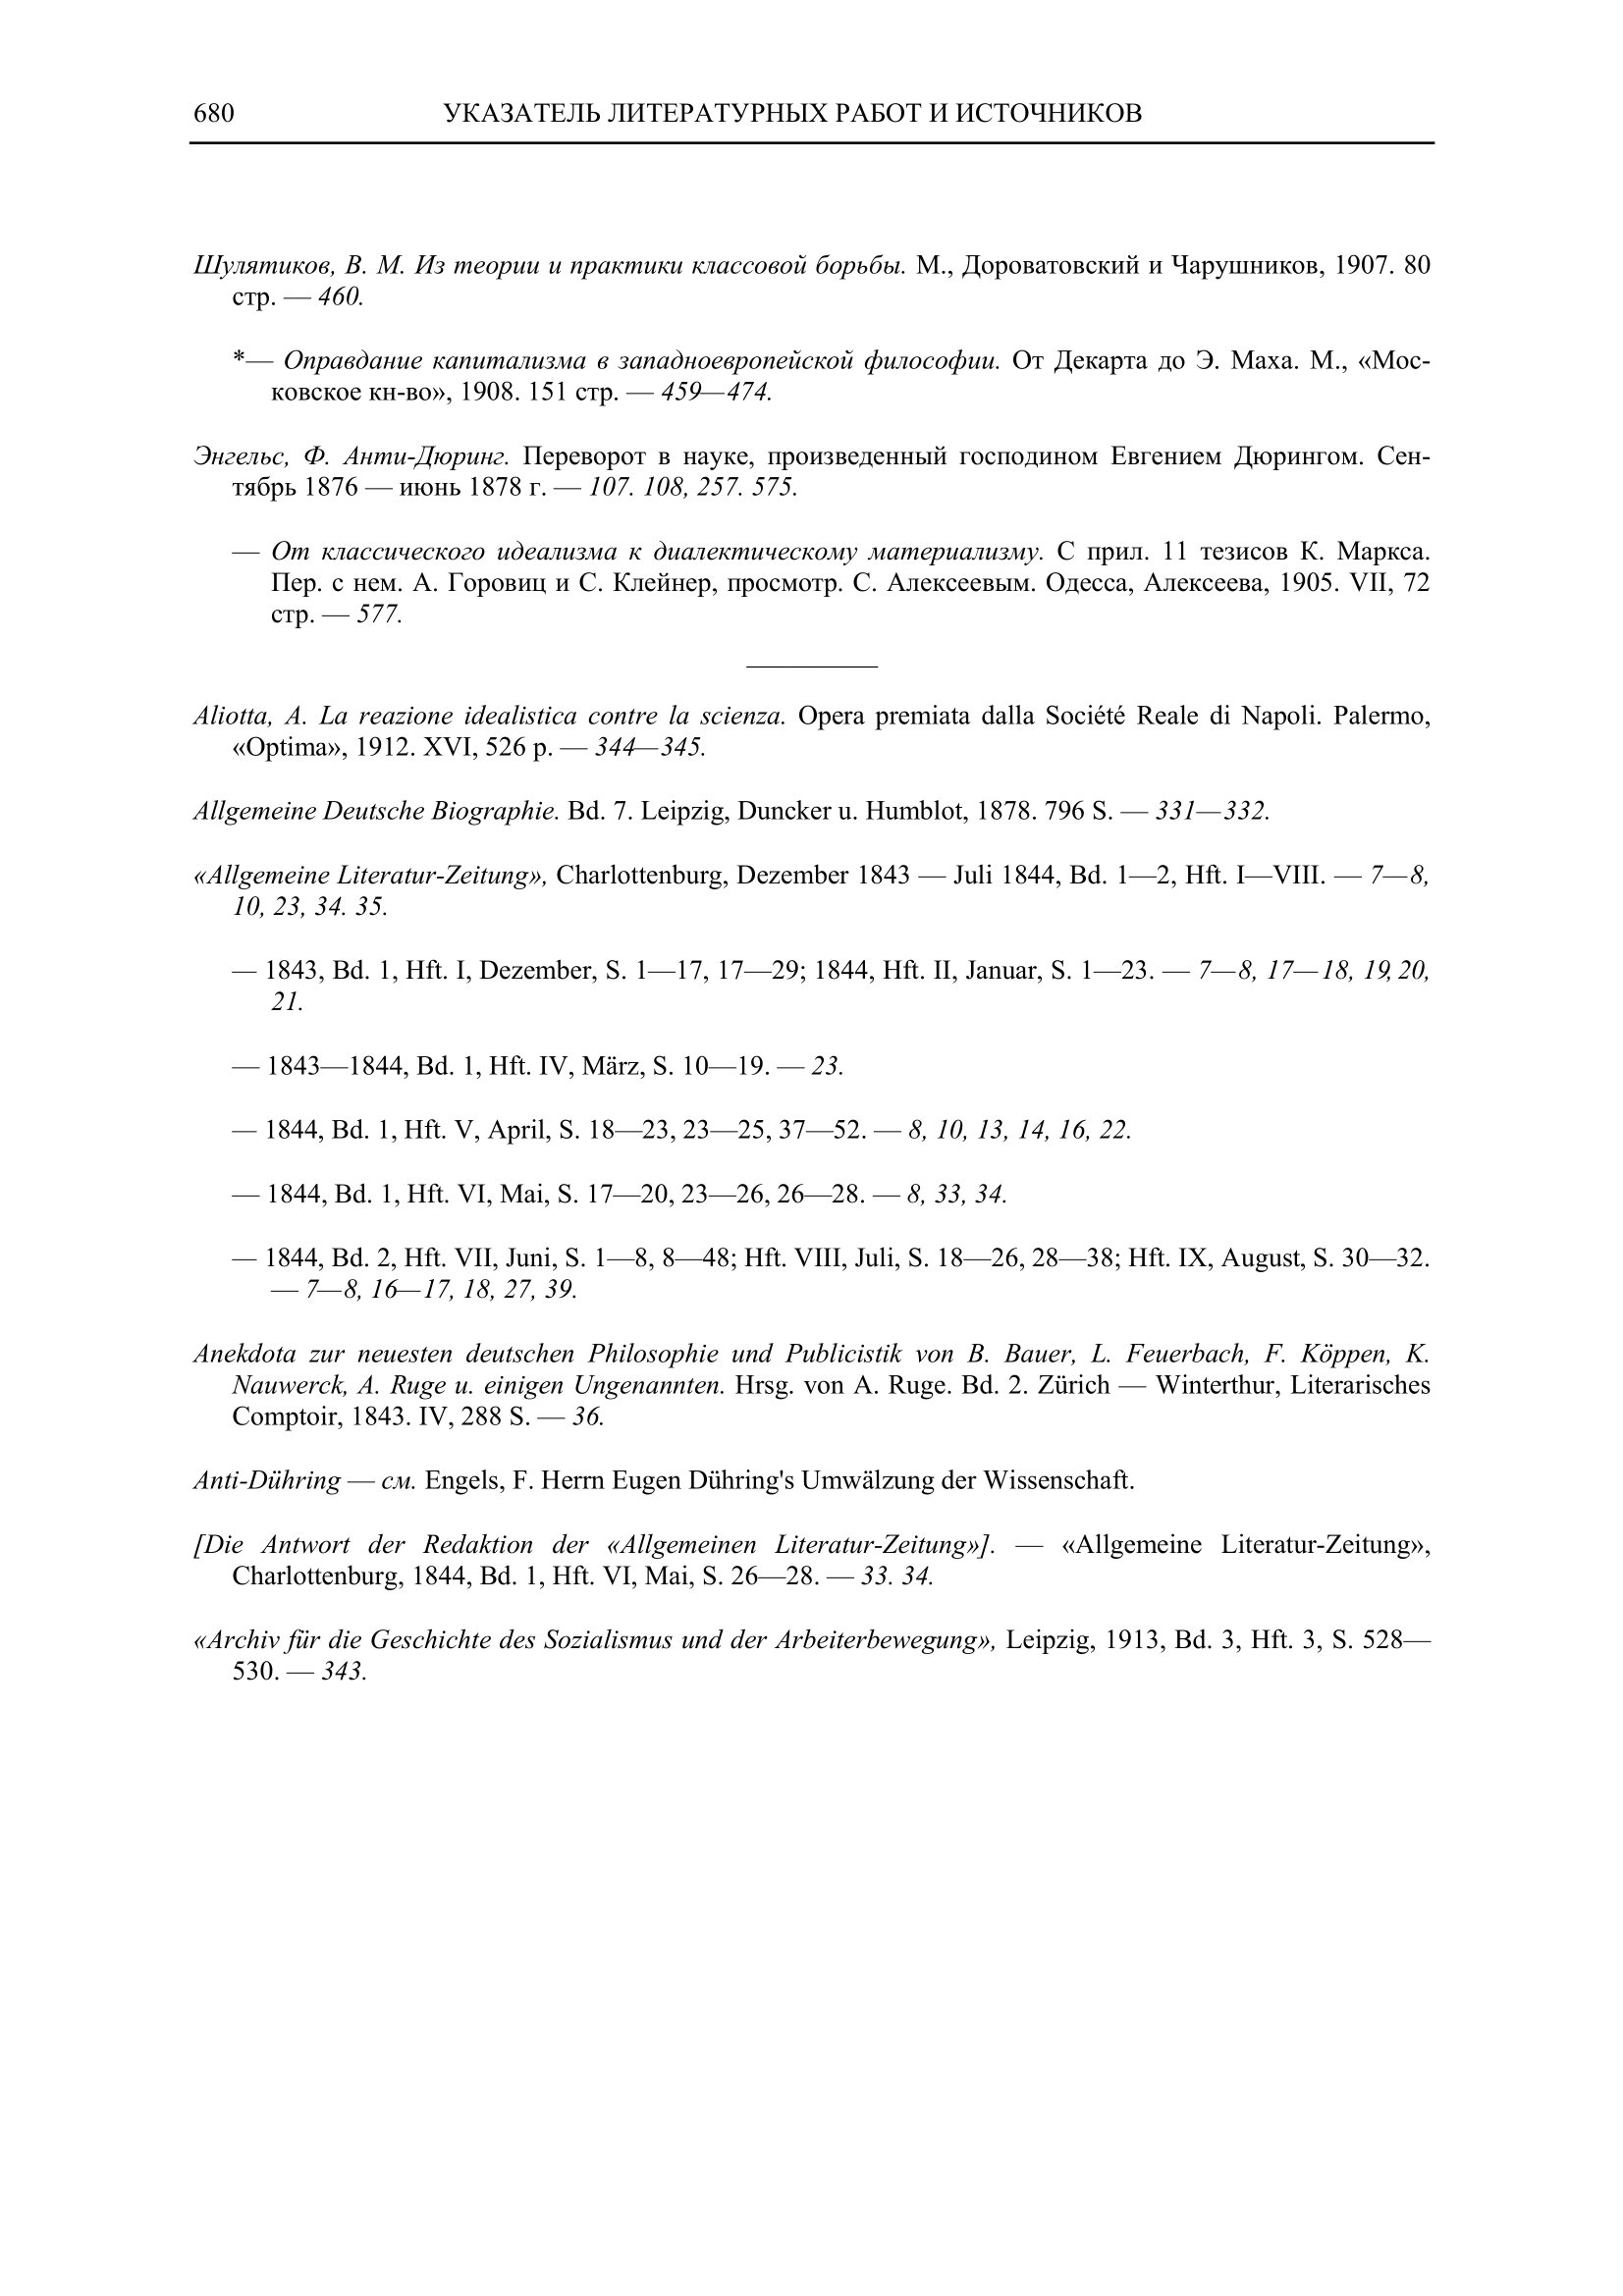 680 УКАЗАТЕЛЬ ЛИТЕРАТУРНЫХ РАБОТ И ИСТОЧНИКОВ
Шулятиков, В. М. Из теории и практики классовой борьбы. М., Дороватовский и Чарушников, 1907. 80
стр. — 460.
*— Оправдание капитализма в западноевропейской философии. От Декарта до Э. Маха. М., «Мос-
ковское кн-во», 1908. 151 стр. — 459—474.
Энгельс, Ф. Анти-Дюринг. Переворот в науке, произведенный господином Евгением Дюрингом. Сен-
тябрь 1876 — июнь 1878 г. — 107. 108, 257. 575.
— От классического идеализма к диалектическому материализму. С прил. 11 тезисов К. Маркса.
Пер. с нем. А. Горовиц и С. Клейнер, просмотр. С. Алексеевым. Одесса, Алексеева, 1905. VII, 72
стр. — 577.
Aliotta, A. La reazione idealistica contre la scienza. Opera premiata dalla Société Reale di Napoli. Palermo,
«Optima», 1912. XVI, 526 p. — 344—345.
Allgemeine Deutsche Biographie. Bd. 7. Leipzig, Duncker u. Humblot, 1878. 796 S. — 331—332.
«Allgemeine Literatur-Zeitung», Charlottenburg, Dezember 1843 — Juli 1844, Bd. 1—2, Hft. I—VIII. — 7—8,
10, 23, 34. 35.
— 1843, Bd. 1, Hft. I, Dezember, S. 1—17, 17—29; 1844, Hft. II, Januar, S. 1—23. — 7—8, 17—18, 19, 20,
21.
— 1843—1844, Bd. 1, Hft. IV, März, S. 10—19. — 23.
— 1844, Bd. 1, Hft. V, April, S. 18—23, 23—25, 37—52. — 8, 10, 13, 14, 16, 22.
— 1844, Bd. 1, Hft. VI, Mai, S. 17—20, 23—26, 26—28. — 8, 33, 34.
— 1844, Bd. 2, Hft. VII, Juni, S. 1—8, 8—48; Hft. VIII, Juli, S. 18—26, 28—38; Hft. IX, August, S. 30—32.
— 7—8, 16—17, 18, 27, 39.
Anekdota zur neuesten deutschen Philosophie und Publicistik von B. Bauer, L. Feuerbach, F. Köppen, K.
Nauwerck, A. Ruge u. einigen Ungenannten. Hrsg. von A. Ruge. Bd. 2. Zürich — Winterthur, Literarisches
Comptoir, 1843. IV, 288 S. — 36.
Anti-Dühring — см. Engels, F. Herrn Eugen Dühring's Umwälzung der Wissenschaft.
[Die Antwort der Redaktion der «Allgemeinen Literatur-Zeitung»]. — «Allgemeine Literatur-Zeitung»,
Charlottenburg, 1844, Bd. 1, Hft. VI, Mai, S. 26—28. — 33. 34.
«Archiv für die Geschichte des Sozialismus und der Arbeiterbewegung», Leipzig, 1913, Bd. 3, Hft. 3, S. 528—
530. — 343.